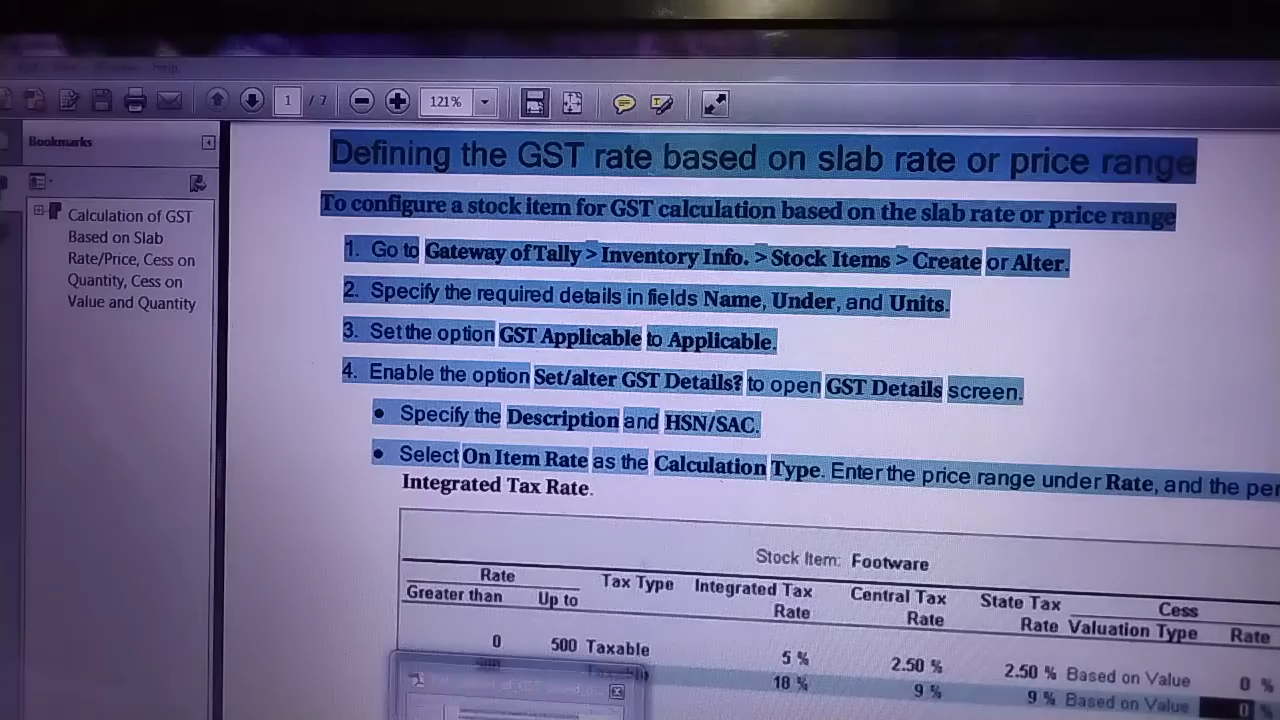 Help
1 / 7
121%
Bookmarks
Calculation of GST
Based on Slab
Rate/Price, Cess on
Quantity, Cess on
Value and Quantity
Defining the GST rate based on slab rate or price range
To configure a stock item for GST calculation based on the slab rate or price range
1. Go to Gateway of Tally > Inventory Info. > Stock Items > Create or Alter.
2. Specify the required details in fields Name, Under, and Units.
3. Set the option GST Applicable to Applicable.
4. Enable the option Set/alter GST Details? to open GST Details screen.
• Specify the Description and HSN/SAC.
• Select On Item Rate as the Calculation Type. Enter the price range under Rate, and the per
Integrated Tax Rate.
Stock Item: Footware
Rate Tax Type Integrated Tax Central Tax State Tax Cess
Greater than Up to Rate Rate Rate Valuation Type Rate
0 500 Taxable 5 % 2.50 % 2.50 % Based on Value 0 %
18 % 9 % 9 % Based on Value 0 %